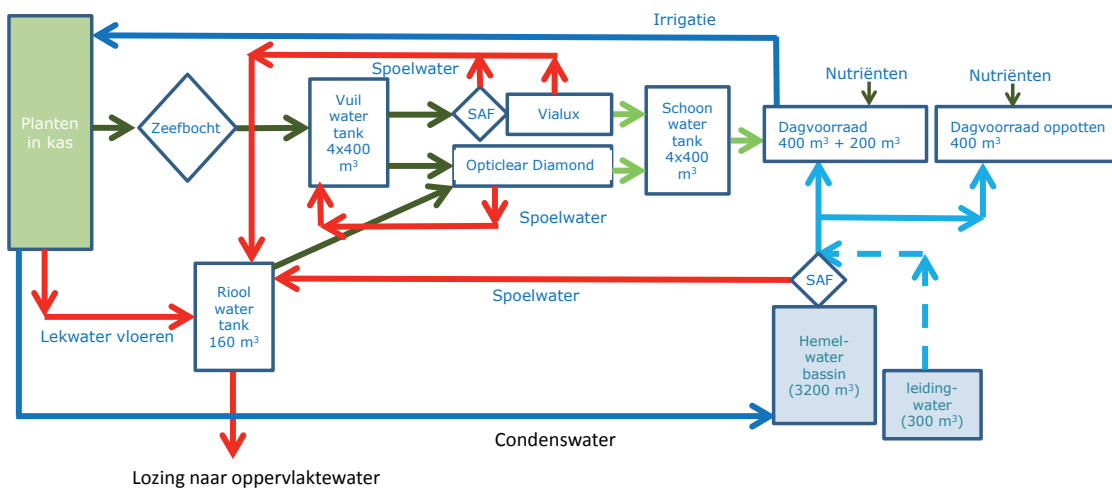 Irrigatie
Spoelwater
Nutriënten
Nutriënten
Planten
in kas
Zeefbocht
Vuil
water
tank
4x400
m³
SAF
Vialux
Opticlear Diamond
Schoon
water
tank
4x400
m³
Dagvoorraad
400 m³ + 200 m³
Dagvoorraad oppotten
400 m³
Spoelwater
Riool
water
tank
160 m³
Spoelwater
SAF
Lekwater vloeren
Hemel-
water
bassin
(3200 m³)
leiding-
water
(300 m³)
Condenswater
Lozing naar oppervlaktewater